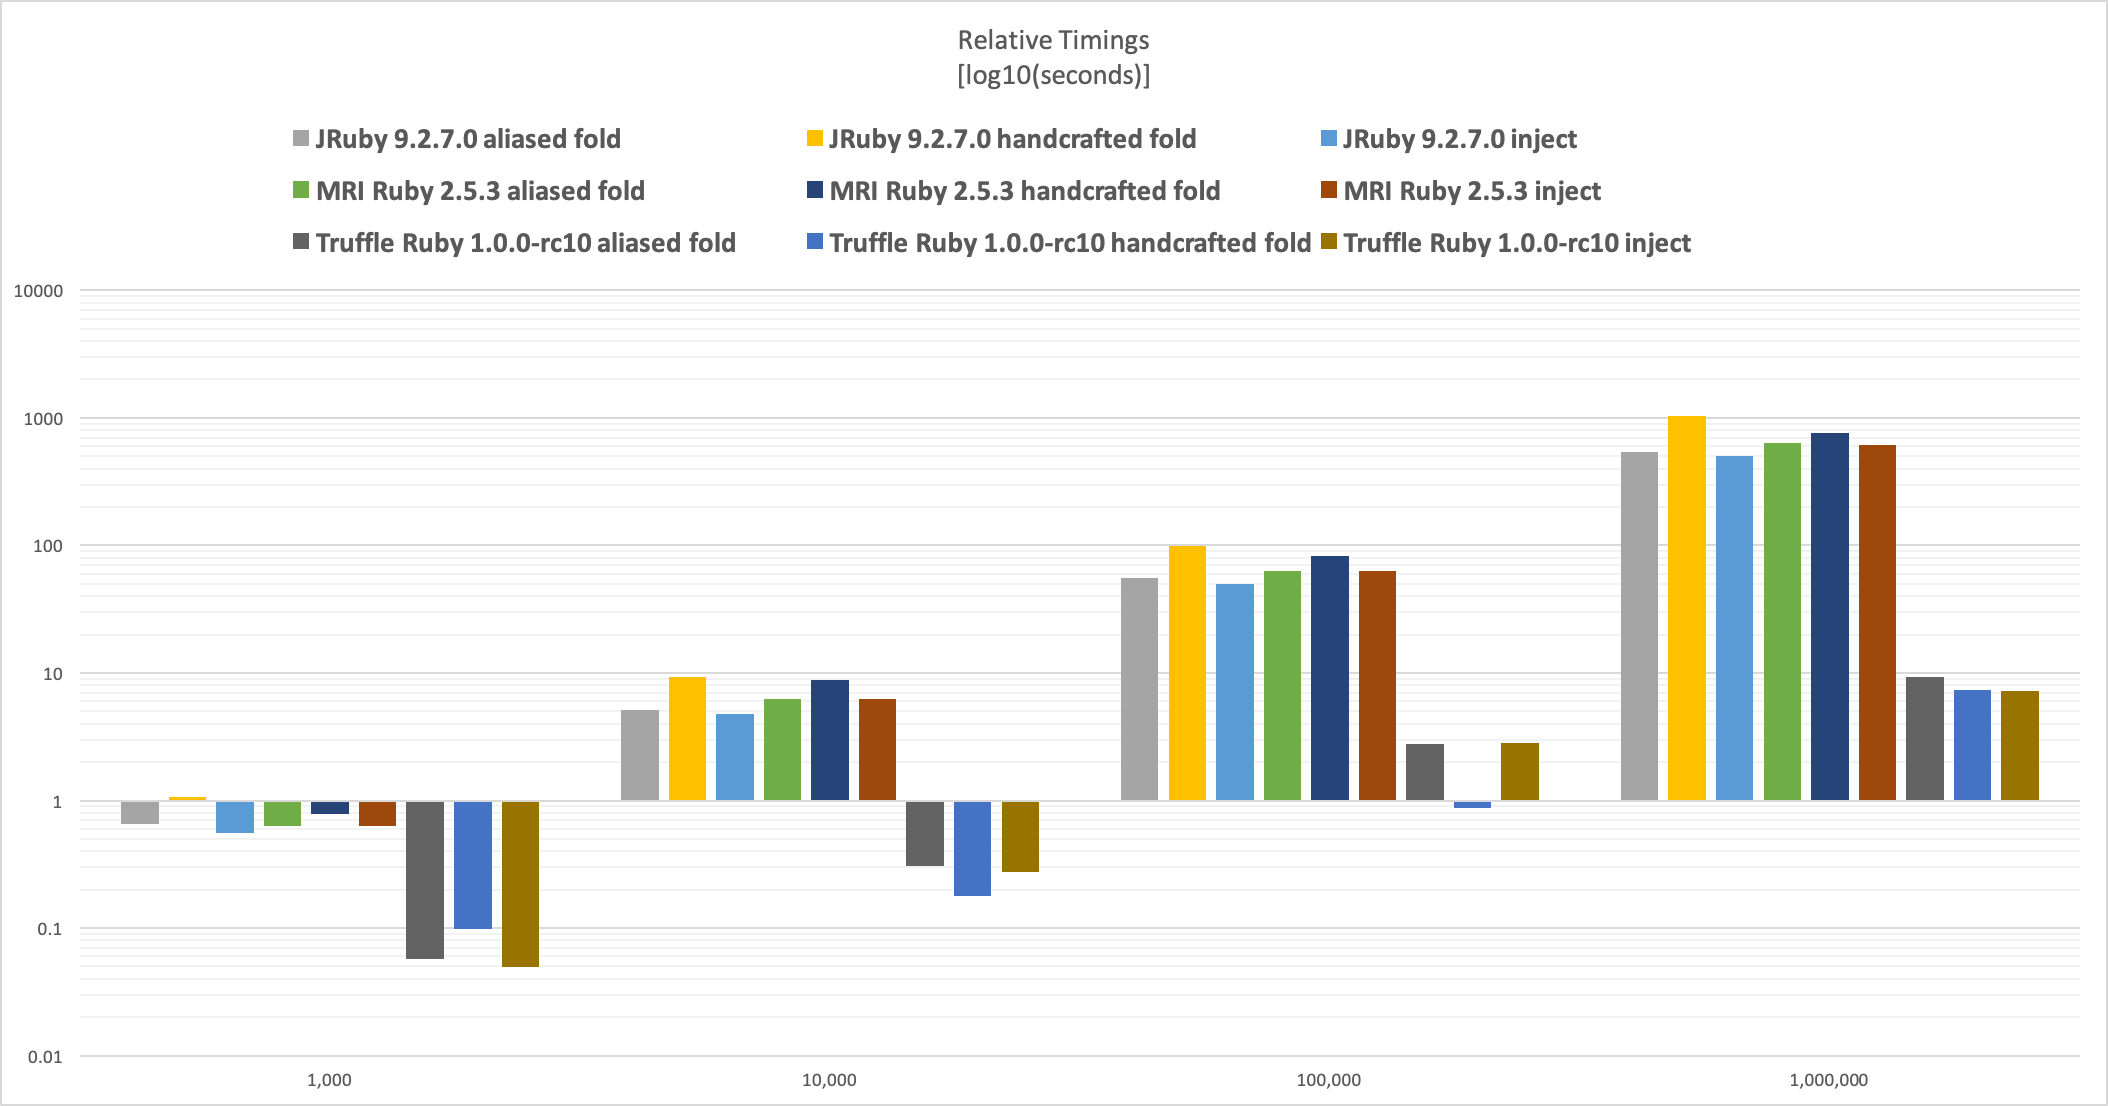 Relative Timings
[log10(seconds)]
JRuby 9.2.7.0 aliased fold JRuby 9.2.7.0 handcrafted fold JRuby 9.2.7.0 inject
MRI Ruby 2.5.3 aliased fold MRI Ruby 2.5.3 handcrafted fold MRI Ruby 2.5.3 inject
Truffle Ruby 1.0.0-rc10 aliased fold Truffle Ruby 1.0.0-rc10 handcrafted fold Truffle Ruby 1.0.0-rc10 inject
10000
1000
100
10
1
0.1
0.01
1,000 10,000 100,000 1,000,000